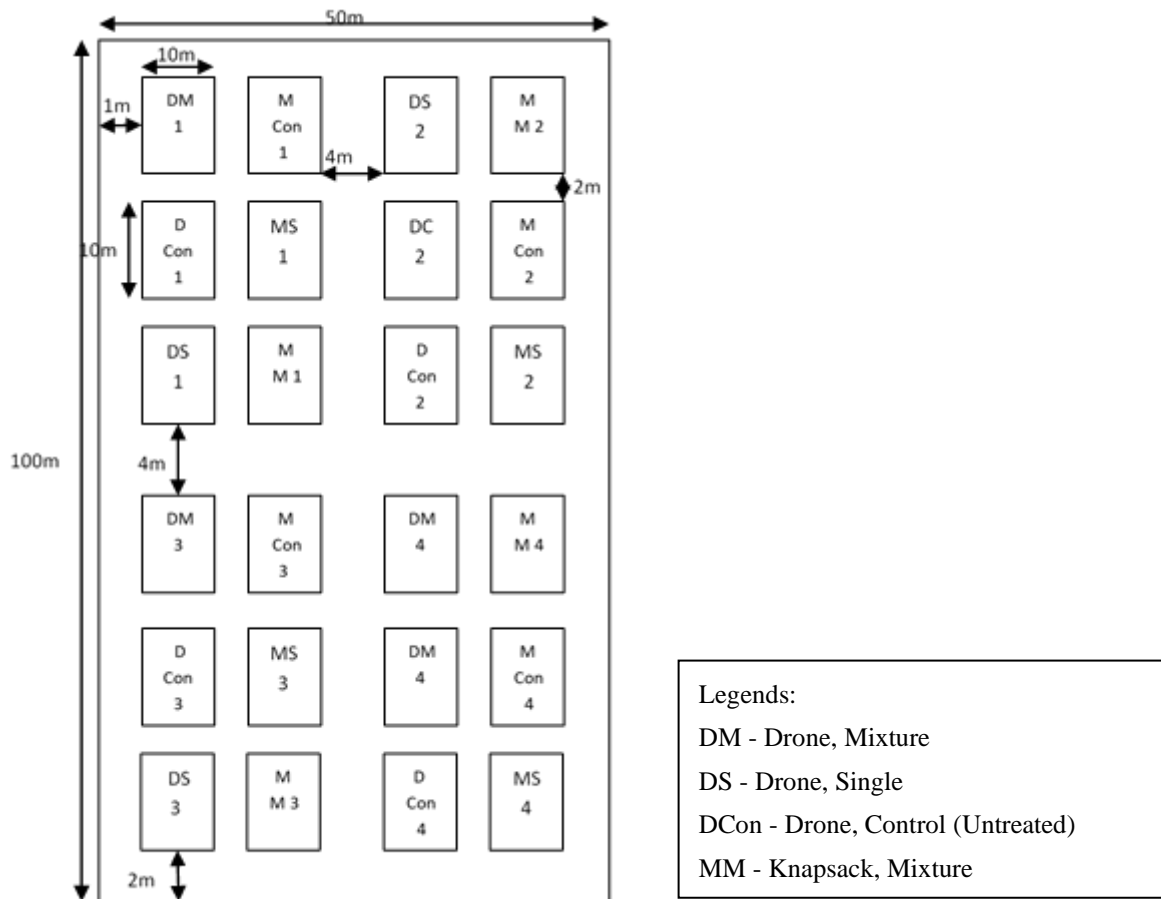 50m
10m
1m
DM
1
M
Con
1
DS
2
M
M 2
4m
2m
10m
D
Con
1
MS
1
DC
2
M
Con
2
DS
1
M
M 1
D
Con
2
MS
2
100m
4m
DM
3
M
Con
3
DM
4
M
M 4
D
Con
3
MS
3
DM
4
M
Con
4
DS
3
M
M 3
D
Con
4
MS
4
2m
Legends:
DM - Drone, Mixture
DS - Drone, Single
DCon - Drone, Control (Untreated)
MM - Knapsack, Mixture